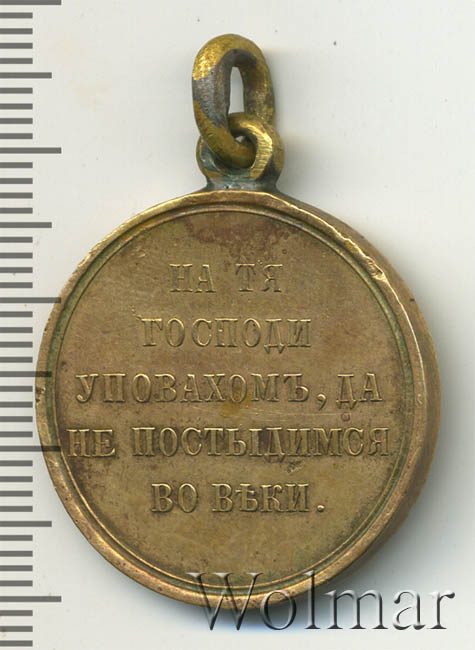 НА ТЯ
ГОСПОДИ
УПОВАХОМЪ, ДА
НЕ ПОСТЫДИМСЯ
ВО ВѢКИ.
Wolmar